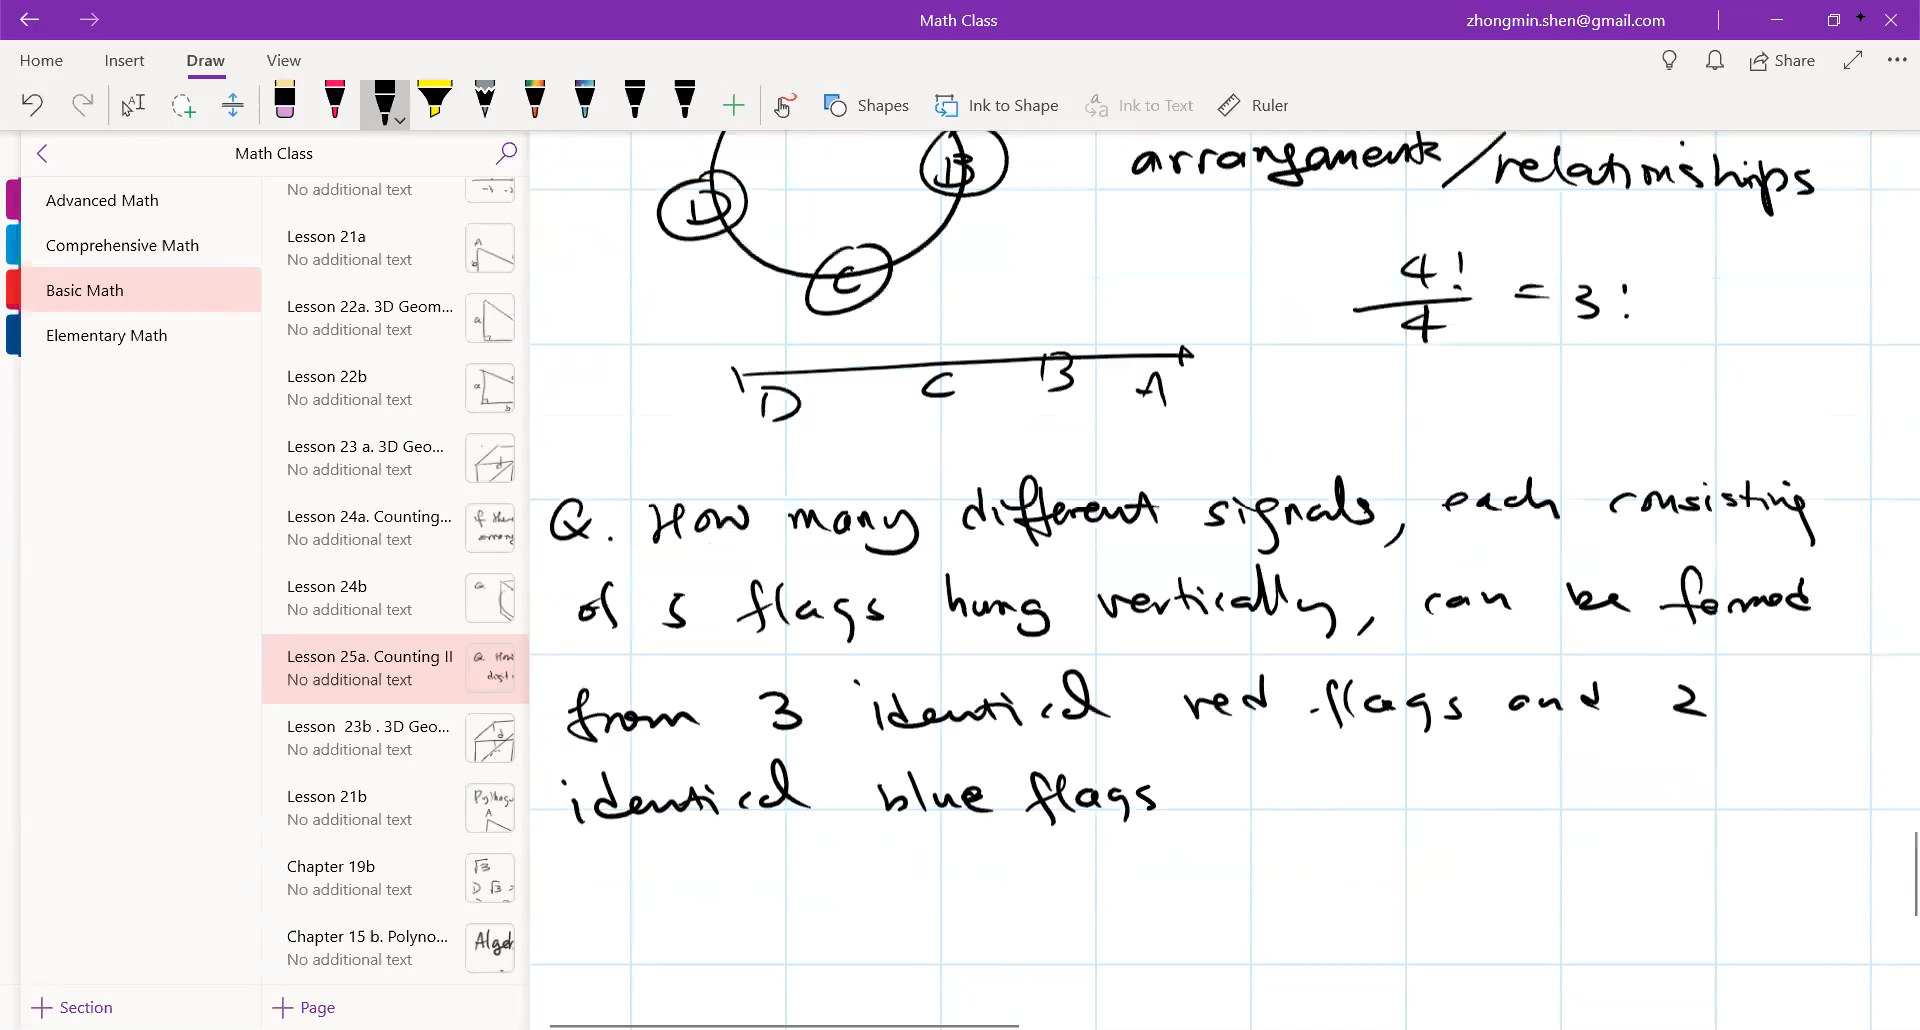 Math Class
zhongmin.shen@gmail.com
Home
Insert
Draw
View
Share
Shapes
Ink to Shape
Ink to Text
Ruler
Math Class
Advanced Math
Comprehensive Math
Basic Math
Elementary Math
No additional text
Lesson 21a
No additional text
Lesson 22a. 3D Geom...
No additional text
Lesson 22b
No additional text
Lesson 23 a. 3D Geo...
No additional text
Lesson 24a. Counting...
No additional text
Lesson 24b
No additional text
Lesson 25a. Counting II
No additional text
Lesson 23b . 3D Geo...
No additional text
Lesson 21b
No additional text
Chapter 19b
No additional text
Chapter 15 b. Polyno...
No additional text
Section
Page
D
B
C
arrangements/relationships
4!
4
= 3!
D C B A
Q. How many different signals, each consisting
of 5 flags hung vertically, can be formed
from 3 identical red flags and 2
identical blue flags